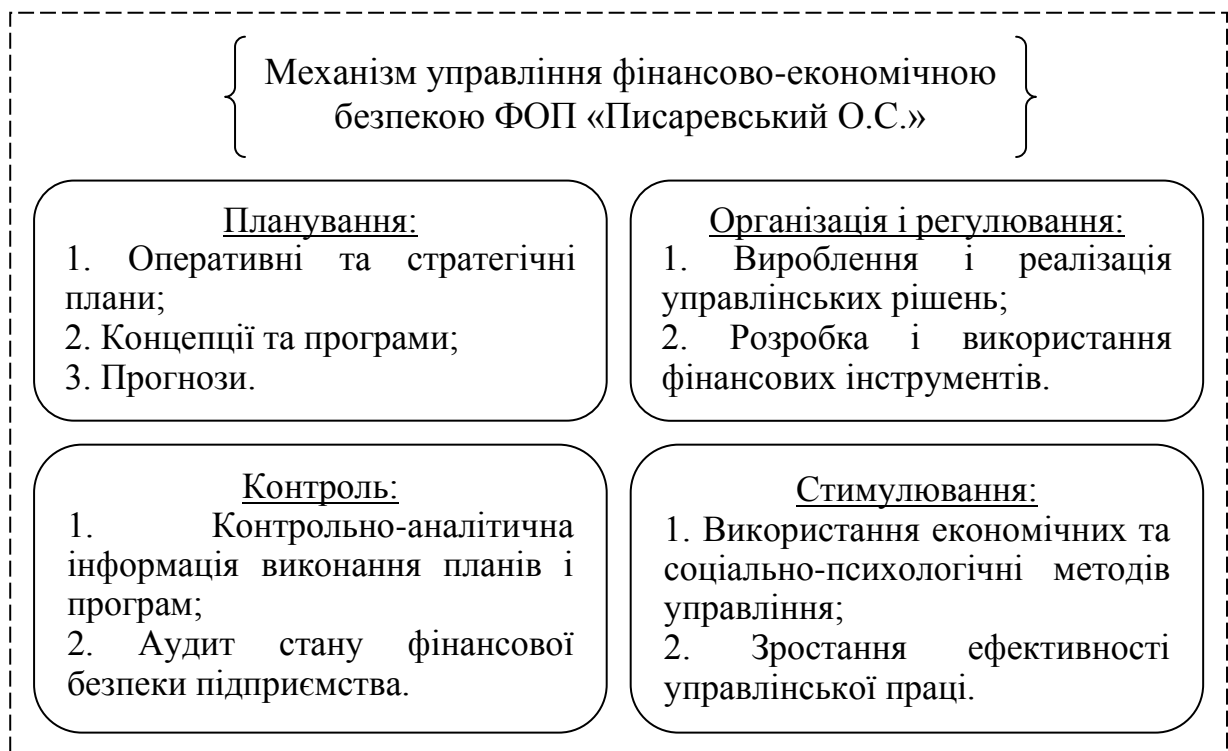 Механізм управління фінансово-економічною
безпекою ФОП «Писаревський О.С.»
Планування:
1. Оперативні та стратегічні
плани;
2. Концепції та програми;
3. Прогнози.
Організація і регулювання:
1. Вироблення і реалізація
управлінських рішень;
2. Розробка і використання
фінансових інструментів.
Контроль:
1. Контрольно-аналітична
інформація виконання планів і
програм;
2. Аудит стану фінансової
безпеки підприємства.
Стимулювання:
1. Використання економічних та
соціально-психологічні методів
управління;
2. Зростання ефективності
управлінської праці.